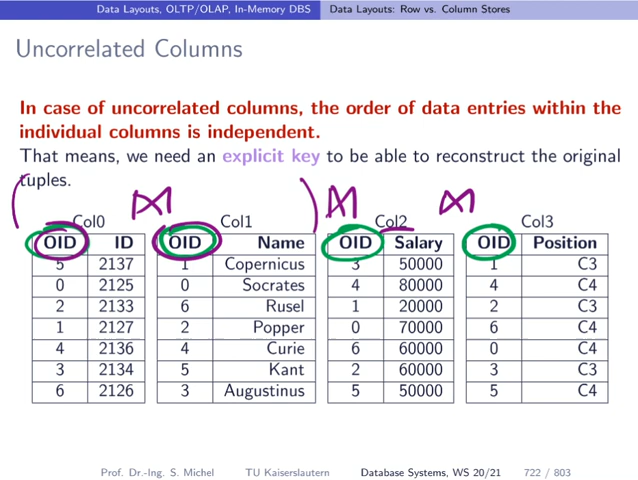 Data Layouts, OLTP/OLAP, In-Memory DBS Data Layouts: Row vs. Column Stores
Uncorrelated Columns
In case of uncorrelated columns, the order of data entries within the
individual columns is independent.
That means, we need an explicit key to be able to reconstruct the original
tuples.
( ⋈ ) ⋈ ⋈
Col0 Col1 Col2 Col3
OID ID OID Name OID Salary OID Position
5 2137 1 Copernicus 3 50000 1 C3
0 2125 0 Socrates 4 80000 4 C4
2 2133 6 Rusel 1 20000 2 C3
1 2127 2 Popper 0 70000 6 C4
4 2136 4 Curie 6 60000 0 C4
3 2134 5 Kant 2 60000 3 C3
6 2126 3 Augustinus 5 50000 5 C4
Prof. Dr.-Ing. S. Michel TU Kaiserslautern Database Systems, WS 20/21 722 / 803